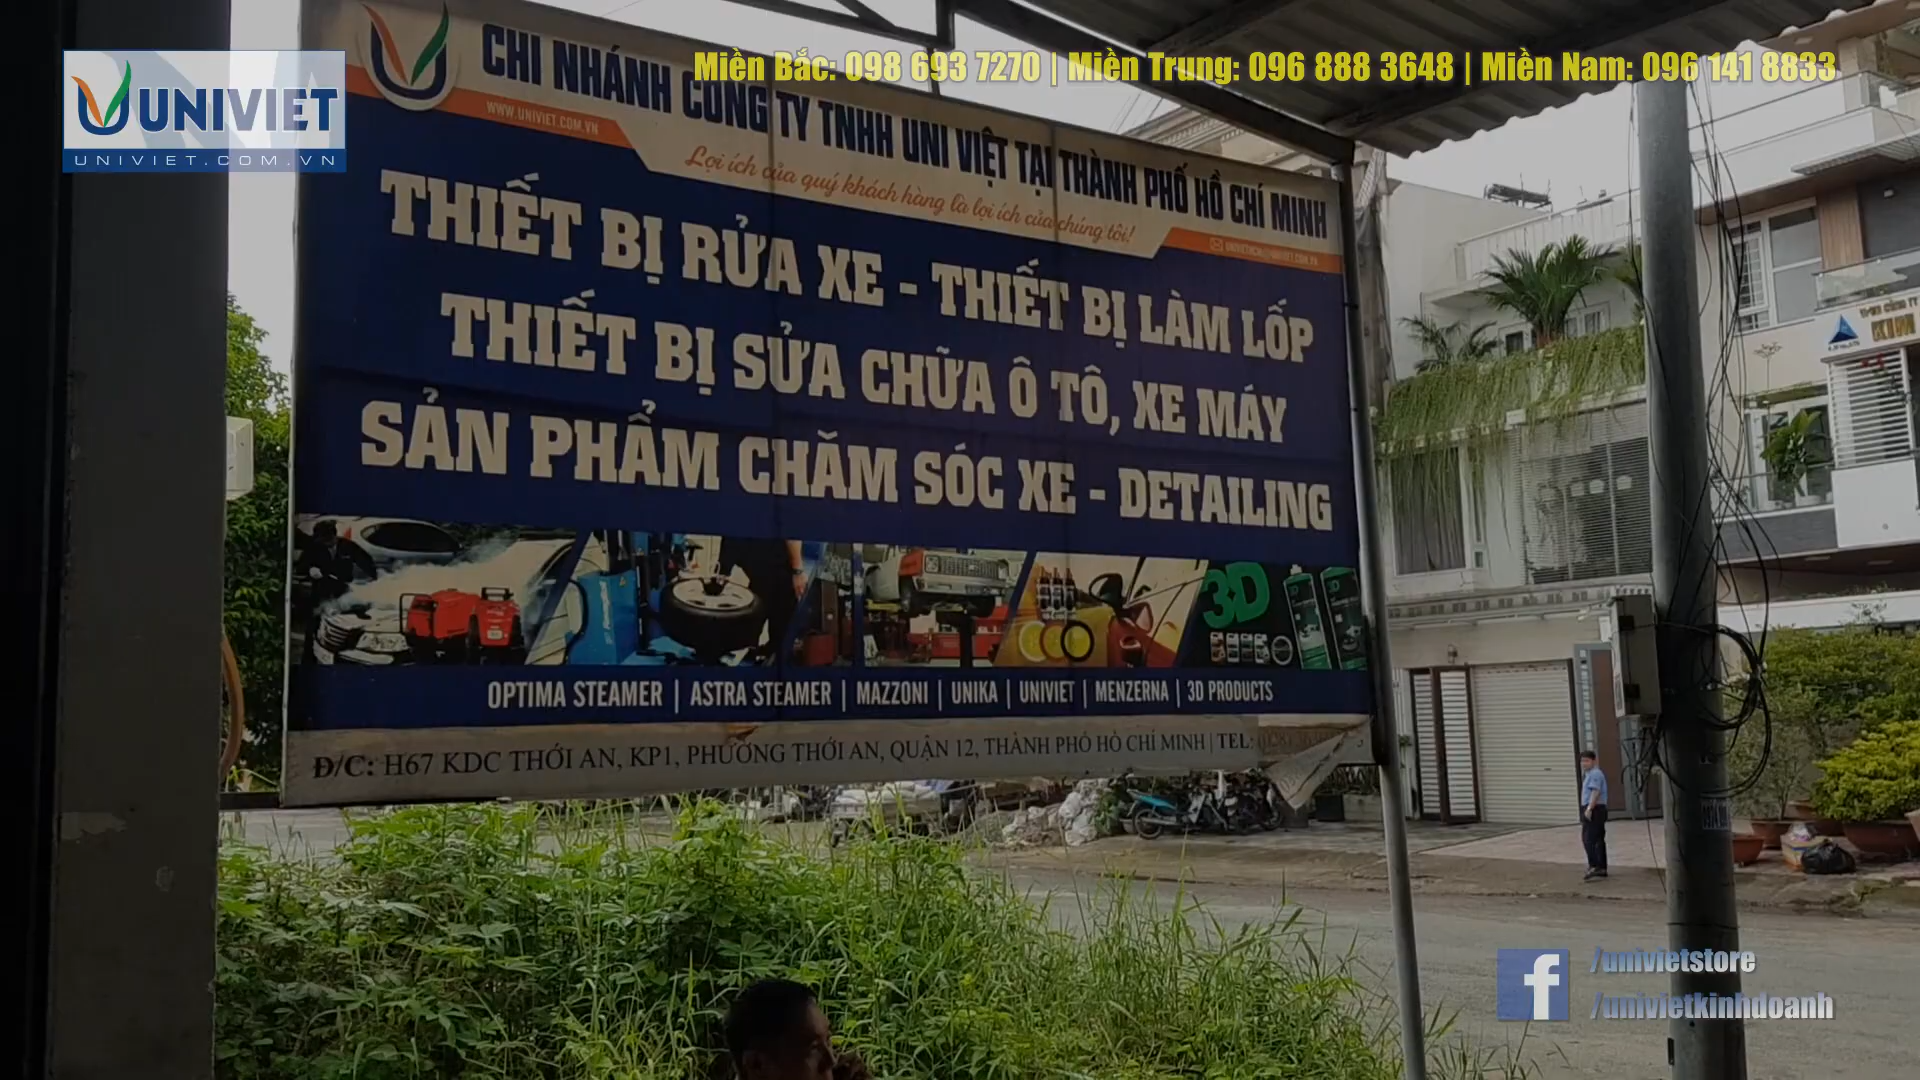 Miền Bắc: 098 693 7270 | Miền Trung: 096 888 3648 | Miền Nam: 096 141 8833
UNIVIET
UNIVIET.COM.VN
CHI NHÁNH CÔNG TY TNHH UNI VIỆT TẠI THÀNH PHỐ HỒ CHÍ MINH
WWW.UNIVIET.COM.VN
Lợi ích của quý khách hàng là lợi ích của chúng tôi!
THIẾT BỊ RỬA XE - THIẾT BỊ LÀM LỐP
THIẾT BỊ SỬA CHỮA Ô TÔ, XE MÁY
SẢN PHẨM CHĂM SÓC XE - DETAILING
3D
OPTIMA STEAMER | ASTRA STEAMER | MAZZONI | UNIKA | UNIVIET | MENZERNA | 3D PRODUCTS
Đ/C: H67 KDC THỚI AN, KP1, PHƯỜNG THỚI AN, QUẬN 12, THÀNH PHỐ HỒ CHÍ MINH | TEL:
KIM
/univietstore
/univietkinhdoanh